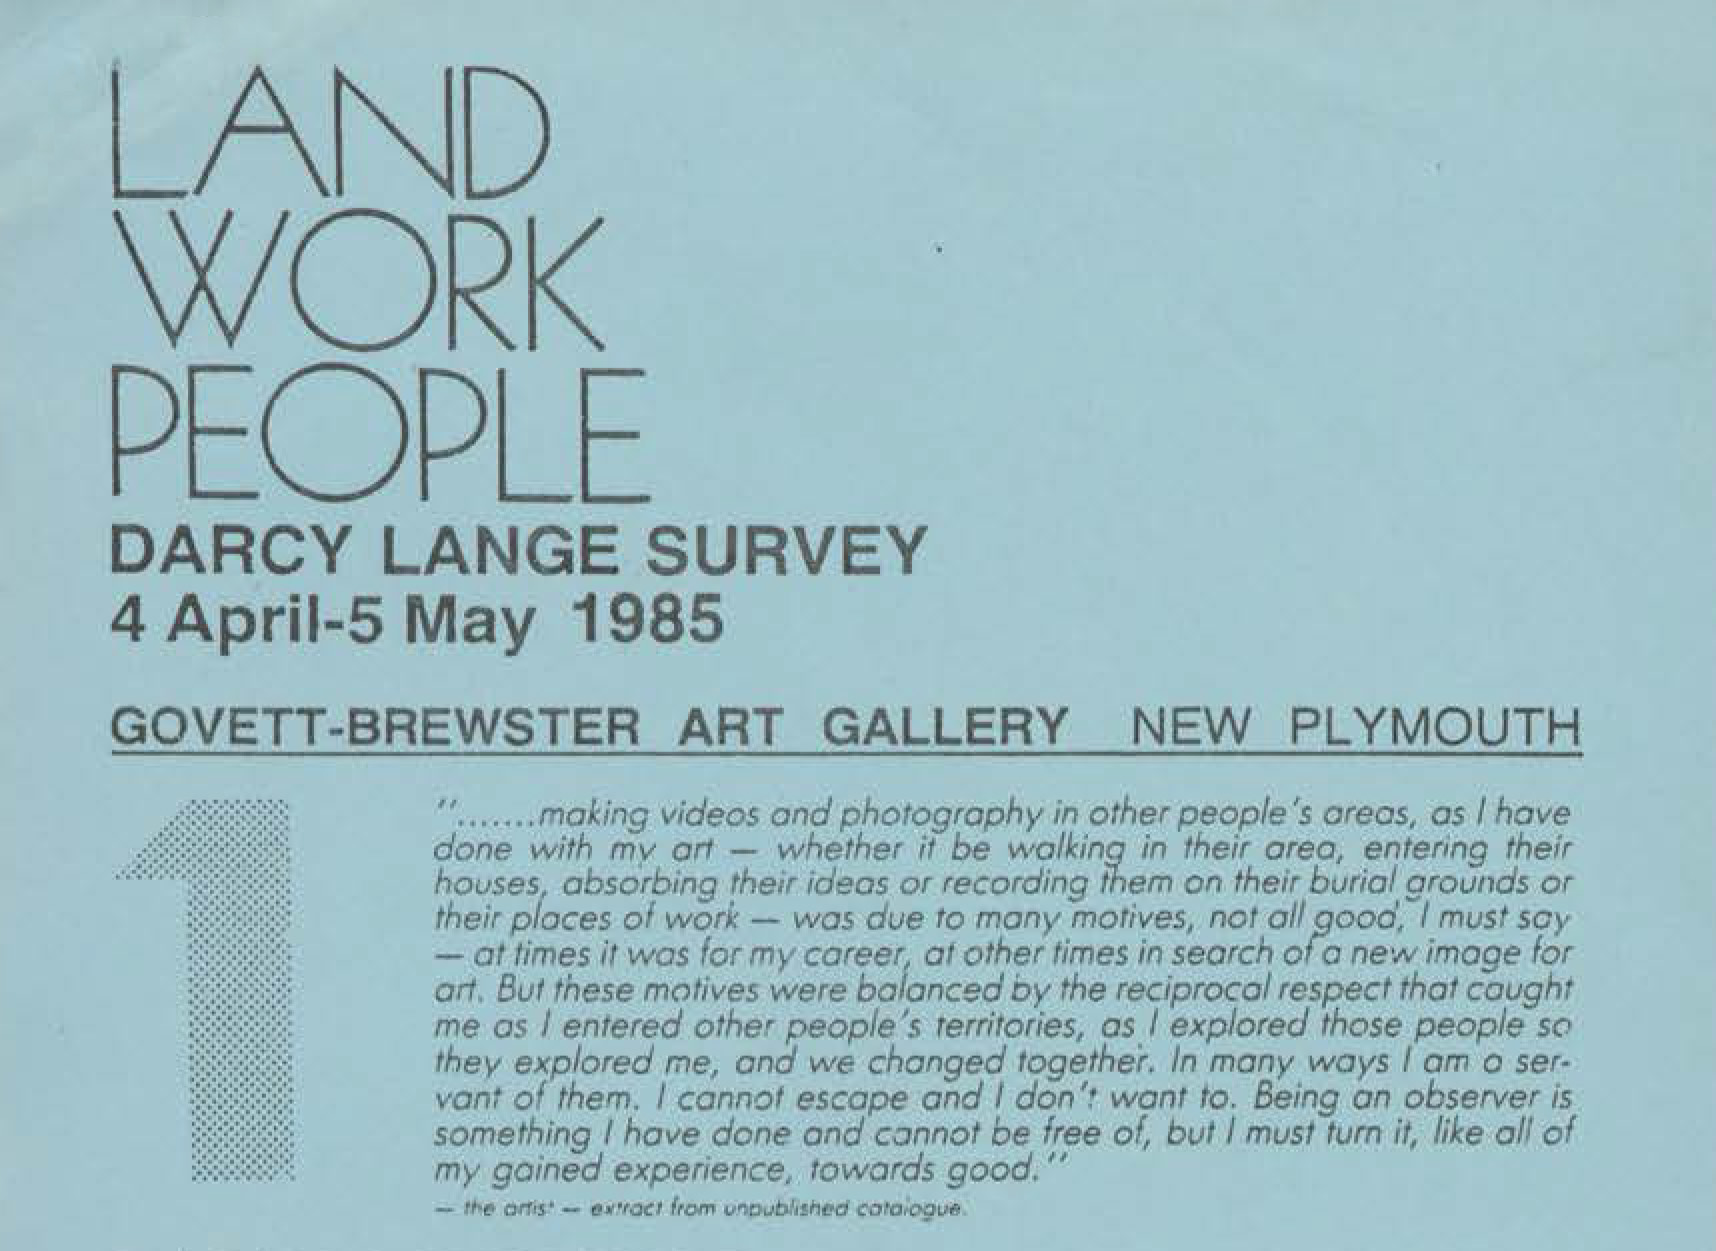 LAND
WORK
PEOPLE
DARCY LANGE SURVEY
4 April-5 May 1985
GOVETT-BREWSTER ART GALLERY NEW PLYMOUTH
1
“.......making videos and photography in other people’s areas, as I have
done with my art — whether it be walking in their area, entering their
houses, absorbing their ideas or recording them on their burial grounds or
their places of work — was due to many motives, not all good, I must say
— at times it was for my career, at other times in search of a new image for
art. But these motives were balanced by the reciprocal respect that caught
me as I entered other people’s territories, as I explored those people so
they explored me, and we changed together. In many ways I am a ser-
vant of them. I cannot escape and I don’t want to. Being an observer is
something I have done and cannot be free of, but I must turn it, like all of
my gained experience, towards good.”
— the artist — extract from unpublished catalogue.